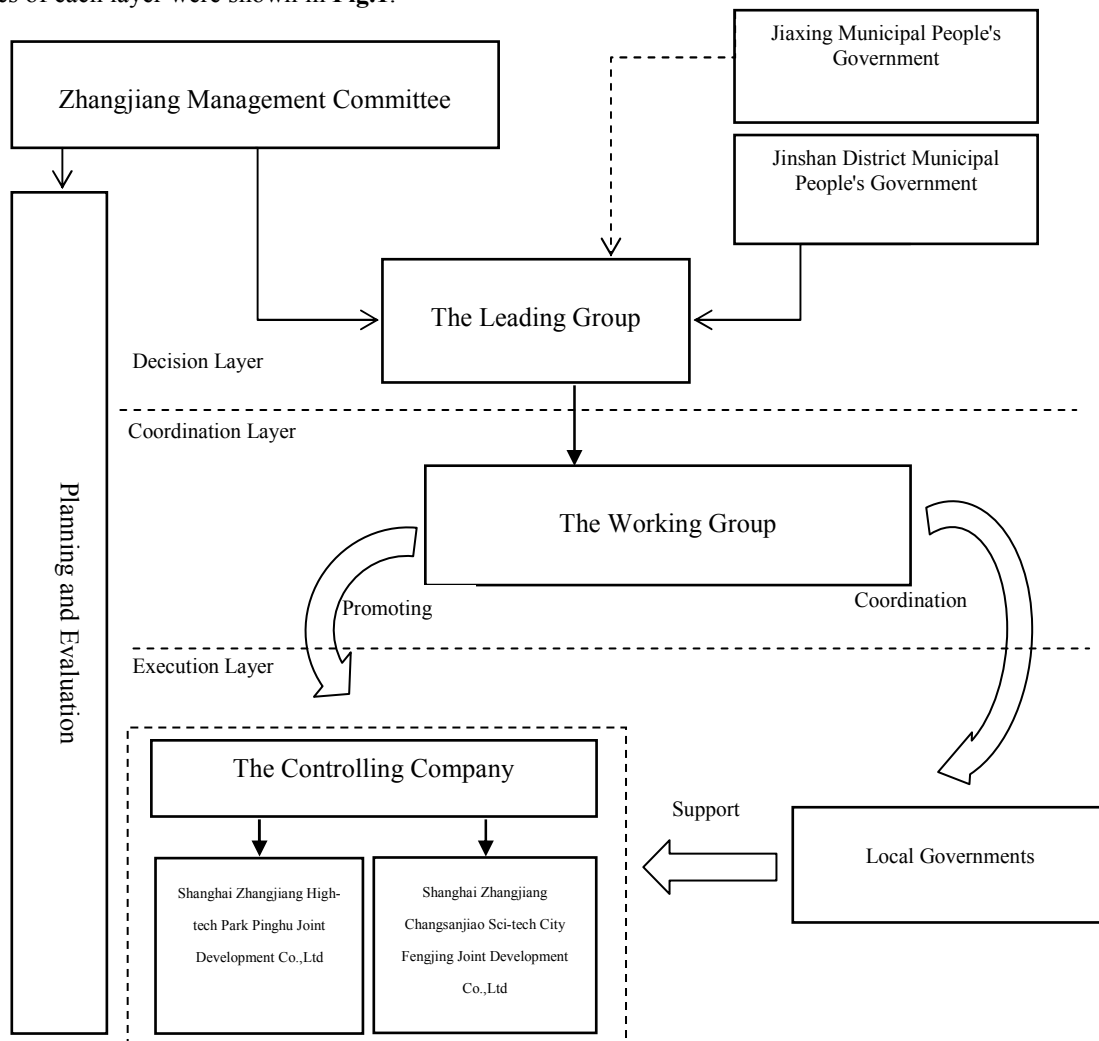 es of each layer were shown in Fig.1.
Jiaxing Municipal People's
Government
Zhangjiang Management Committee
Jinshan District Municipal
People's Government
The Leading Group
Decision Layer
Coordination Layer
Planning and Evaluation
The Working Group
Promoting
Coordination
Execution Layer
The Controlling Company
Support
Local Governments
Shanghai Zhangjiang High-
tech Park Pinghu Joint
Development Co.,Ltd
Shanghai Zhangjiang
Changsanjiao Sci-tech City
Fengjing Joint Development
Co.,Ltd